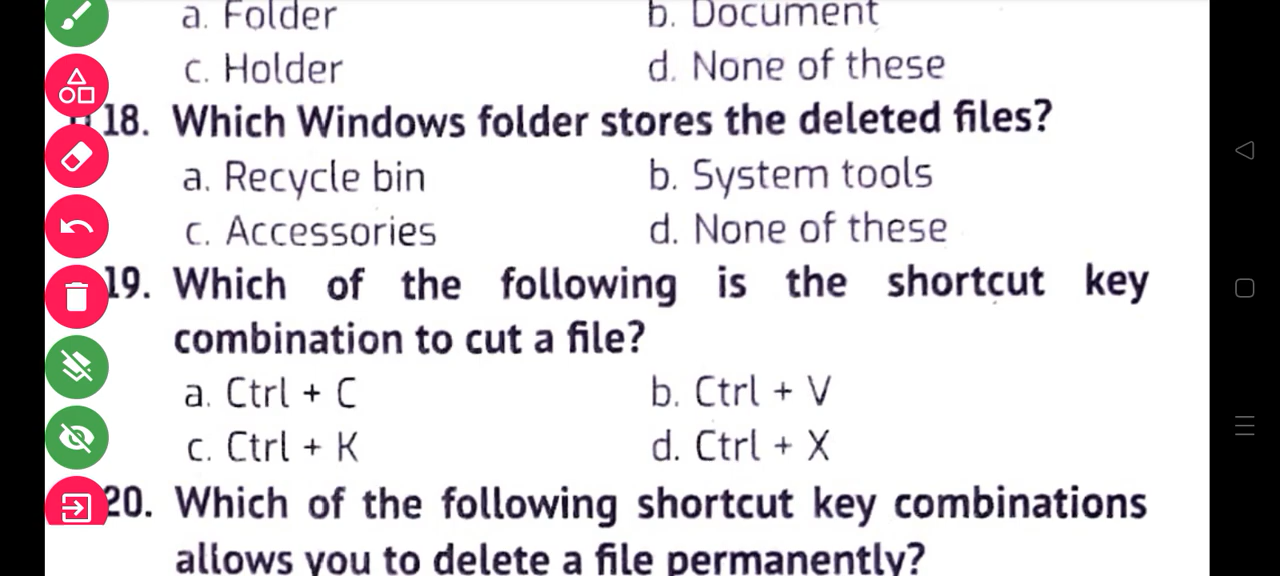 a. Folder b. Document
c. Holder d. None of these
18. Which Windows folder stores the deleted files?
a. Recycle bin b. System tools
c. Accessories d. None of these
19. Which of the following is the shortcut key
combination to cut a file?
a. Ctrl + C b. Ctrl + V
c. Ctrl + K d. Ctrl + X
20. Which of the following shortcut key combinations
allows you to delete a file permanently?